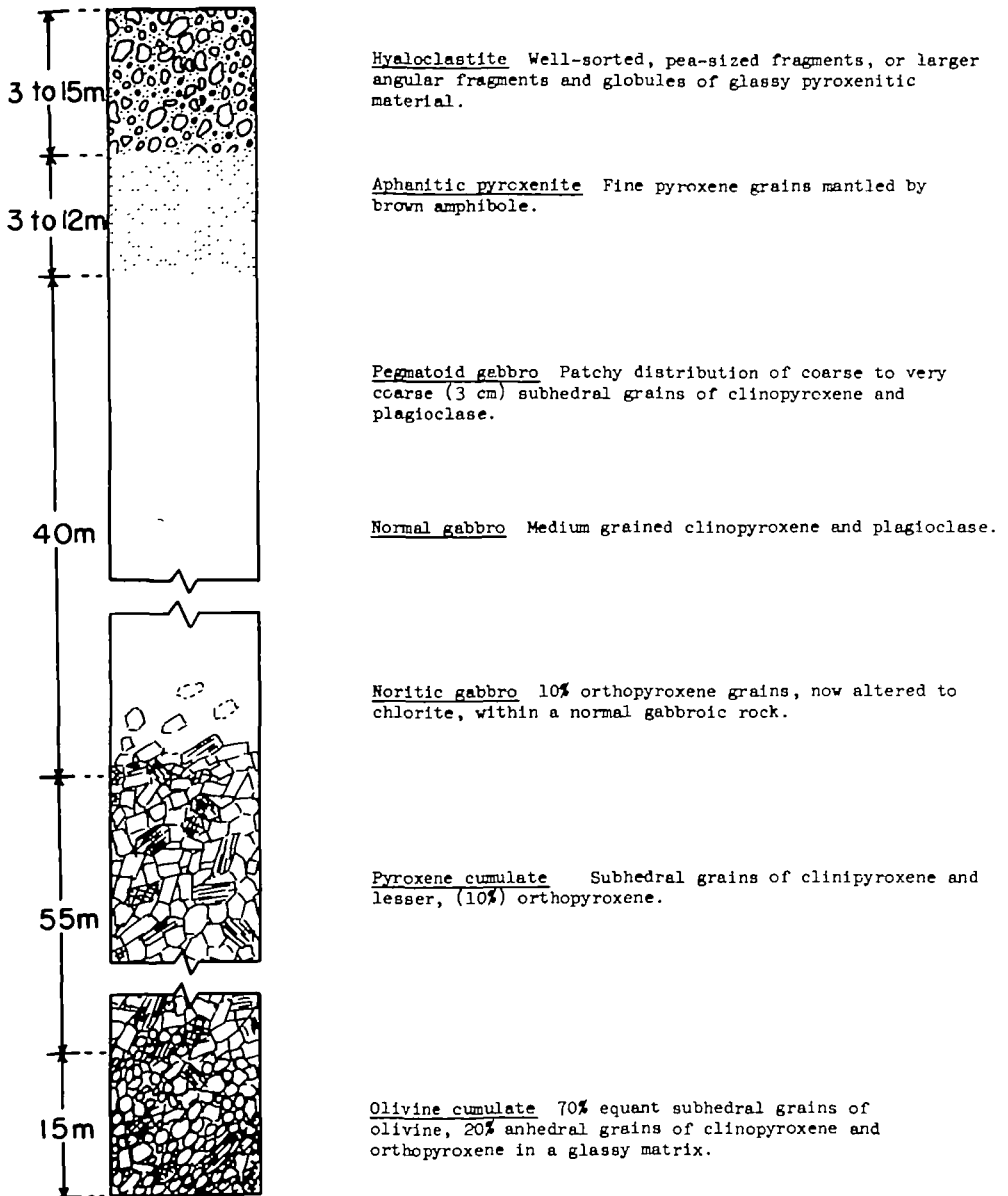 3 to 15m
Hyaloclastite Well-sorted, pea-sized fragments, or larger
angular fragments and globules of glassy pyroxenitic
material.
3 to 12m
Aphanitic pyroxenite Fine pyroxene grains mantled by
brown amphibole.
40m
Pegmatoid gabbro Patchy distribution of coarse to very
coarse (3 cm) subhedral grains of clinopyroxene and
plagioclase.
Normal gabbro Medium grained clinopyroxene and plagioclase.
Noritic gabbro 10% orthopyroxene grains, now altered to
chlorite, within a normal gabbroic rock.
55m
Pyroxene cumulate Subhedral grains of clinipyroxene and
lesser, (10%) orthopyroxene.
15m
Olivine cumulate 70% equant subhedral grains of
olivine, 20% anhedral grains of clinopyroxene and
orthopyroxene in a glassy matrix.